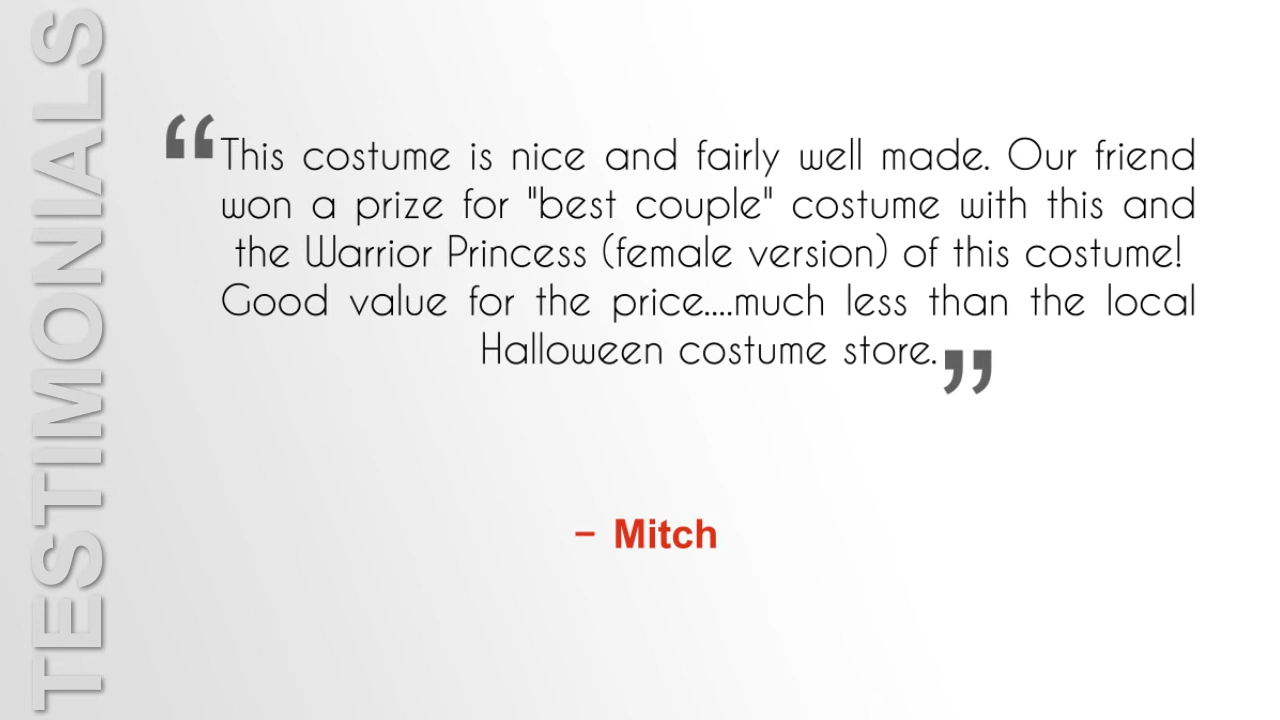 TESTIMONIALS
“This costume is nice and fairly well made. Our friend
won a prize for "best couple" costume with this and
the Warrior Princess (female version) of this costume!
Good value for the price....much less than the local
Halloween costume store.”
– Mitch